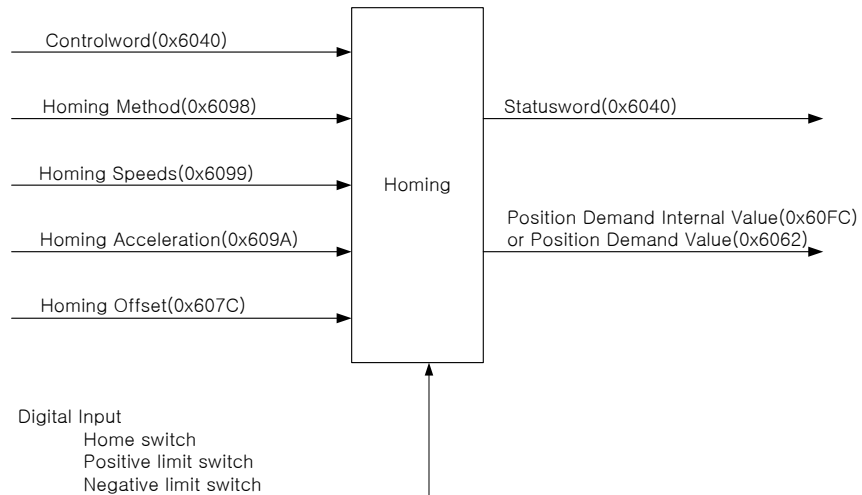 Controlword(0x6040)
Homing Method(0x6098)
Homing Speeds(0x6099)
Homing Acceleration(0x609A)
Homing Offset(0x607C)
Homing
Statusword(0x6040)
Position Demand Internal Value(0x60FC)
or Position Demand Value(0x6062)
Digital Input
Home switch
Positive limit switch
Negative limit switch